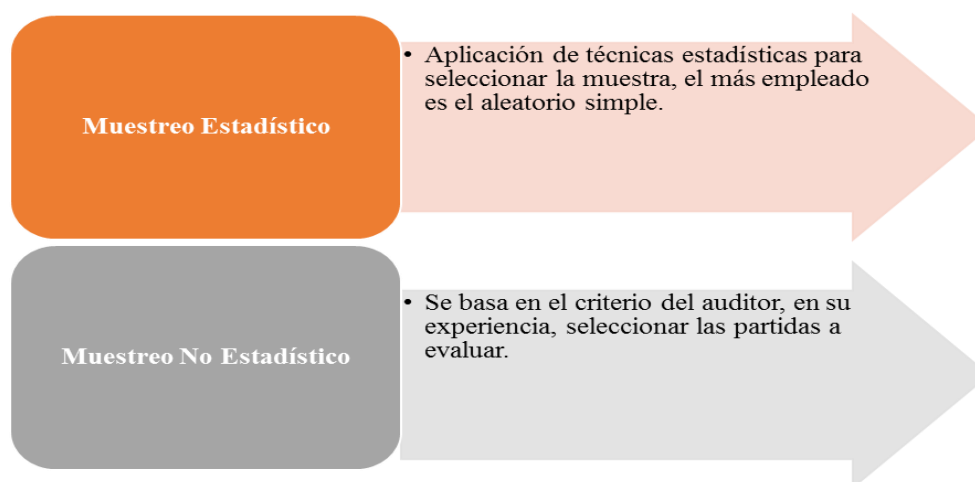 Muestreo Estadístico
• Aplicación de técnicas estadísticas para
seleccionar la muestra, el más empleado
es el aleatorio simple.
Muestreo No Estadístico
• Se basa en el criterio del auditor, en su
experiencia, seleccionar las partidas a
evaluar.